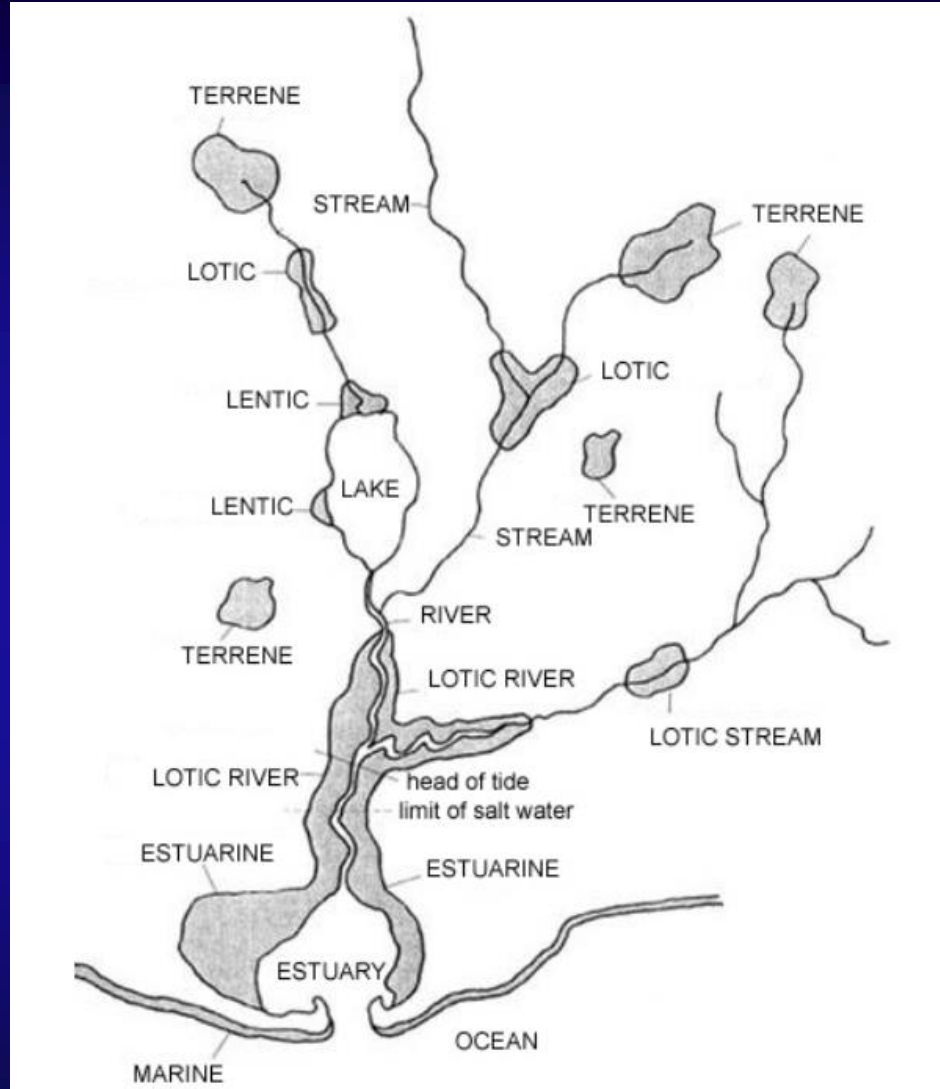 TERRENE
STREAM
TERRENE
LOTIC
LOTIC
LENTIC
LAKE
LENTIC
TERRENE
STREAM
RIVER
TERRENE
LOTIC RIVER
LOTIC STREAM
LOTIC RIVER
head of tide
limit of salt water
ESTUARINE
ESTUARINE
ESTUARY
OCEAN
MARINE